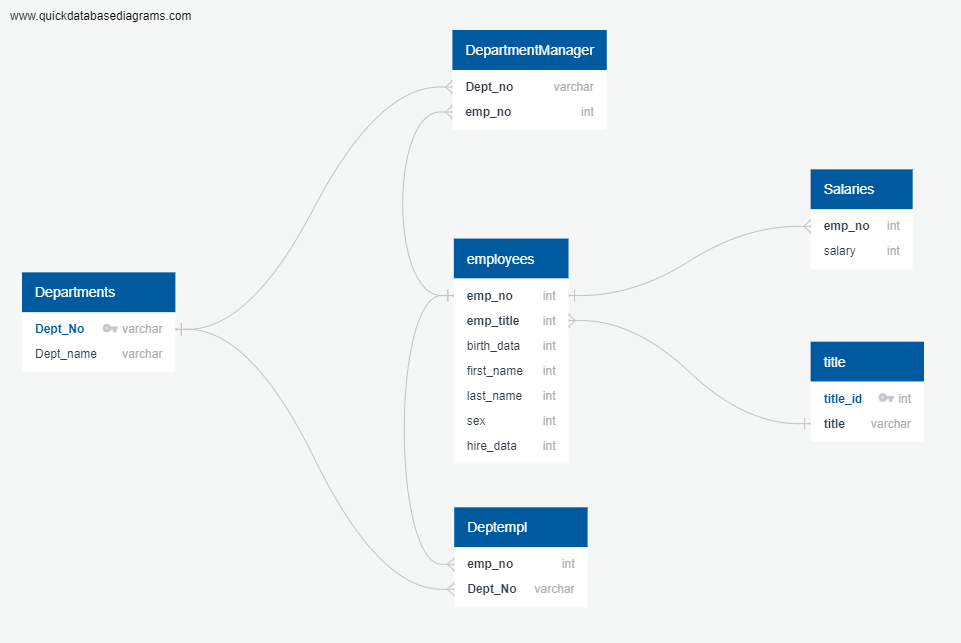 www.quickdatabasediagrams.com
DepartmentManager
Dept_no varchar
emp_no int
Salaries
emp_no int
salary int
employees
emp_no int
emp_title int
birth_data int
first_name int
last_name int
sex int
hire_data int
Departments
Dept_No varchar
Dept_name varchar
title
title_id int
title varchar
Deptempl
emp_no int
Dept_No varchar